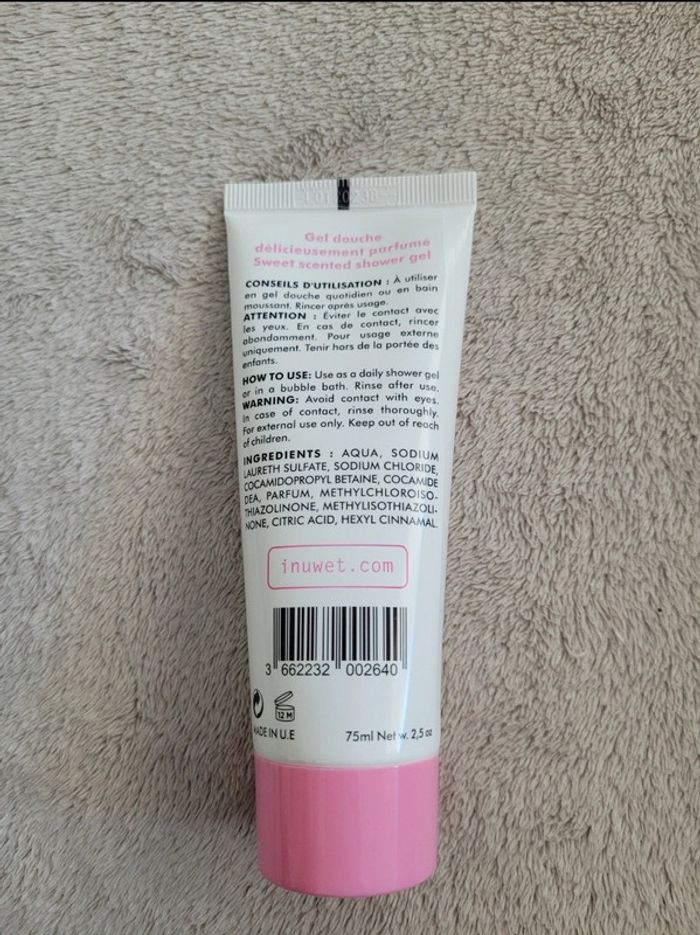 Gel douche
délicieusement parfumé
Sweet scented shower gel
CONSEILS D'UTILISATION : À utiliser
en gel douche quotidien ou en bain
moussant. Rincer après usage.
ATTENTION : Éviter le contact avec
les yeux. En cas de contact, rincer
abondamment. Pour usage externe
uniquement. Tenir hors de la portée des
enfants.
HOW TO USE: Use as a daily shower gel
or in a bubble bath. Rinse after use.
WARNING: Avoid contact with eyes.
In case of contact, rinse thoroughly.
For external use only. Keep out of reach
of children.
INGREDIENTS : AQUA, SODIUM
LAURETH SULFATE, SODIUM CHLORIDE,
COCAMIDOPROPYL BETAINE, COCAMIDE
DEA, PARFUM, METHYLCHLOROISO-
THIAZOLINONE, METHYLISOTHIAZOLI-
NONE, CITRIC ACID, HEXYL CINNAMAL.
inuwet.com
3 662232 002640
12 M
MADE IN U.E
75ml Net w. 2,5 oz